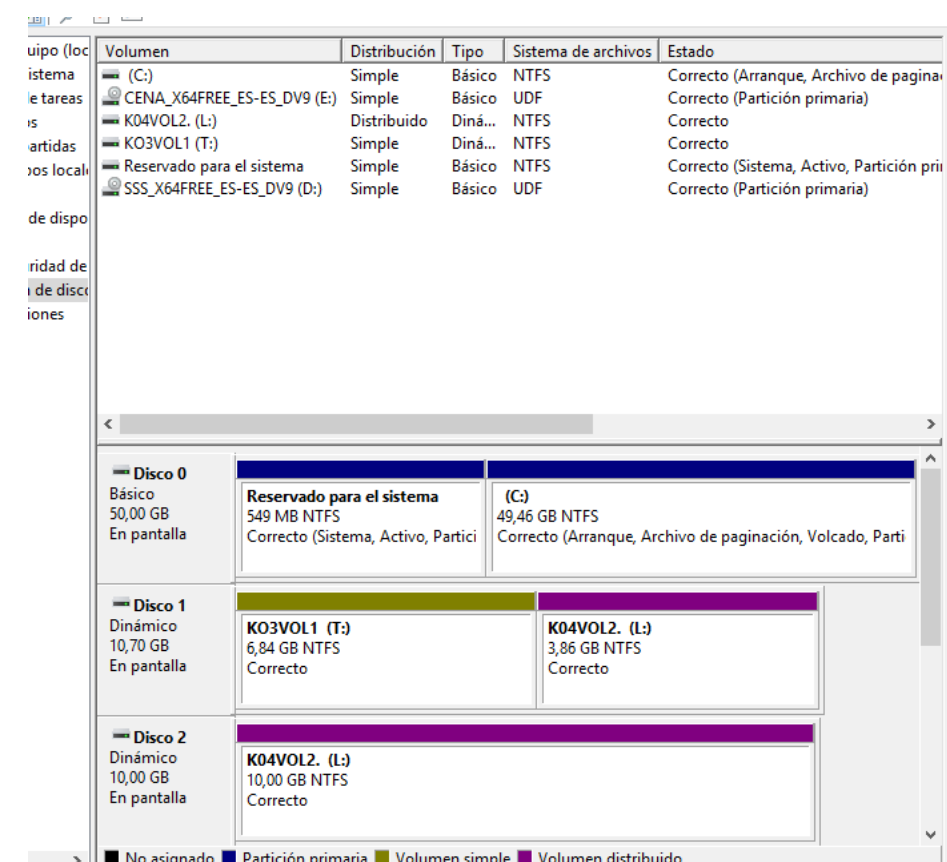 uipo (loc
istema
le tareas
os
artidas
pos local
de dispo
ridad de
de disco
iones
Volumen Distribución Tipo Sistema de archivos Estado
(C:) Simple Básico NTFS Correcto (Arranque, Archivo de pagina
CENA_X64FREE_ES-ES_DV9 (E:) Simple Básico UDF Correcto (Partición primaria)
K04VOL2. (L:) Distribuido Diná... NTFS Correcto
KO3VOL1 (T:) Simple Diná... NTFS Correcto
Reservado para el sistema Simple Básico NTFS Correcto (Sistema, Activo, Partición pri
SSS_X64FREE_ES-ES_DV9 (D:) Simple Básico UDF Correcto (Partición primaria)
Disco 0
Básico
50,00 GB
En pantalla
Reservado para el sistema
549 MB NTFS
Correcto (Sistema, Activo, Partici
(C:)
49,46 GB NTFS
Correcto (Arranque, Archivo de paginación, Volcado, Parti
Disco 1
Dinámico
10,70 GB
En pantalla
KO3VOL1 (T:)
6,84 GB NTFS
Correcto
K04VOL2. (L:)
3,86 GB NTFS
Correcto
Disco 2
Dinámico
10,00 GB
En pantalla
K04VOL2. (L:)
10,00 GB NTFS
Correcto
No asignado Partición primaria Volumen simple Volumen distribuido